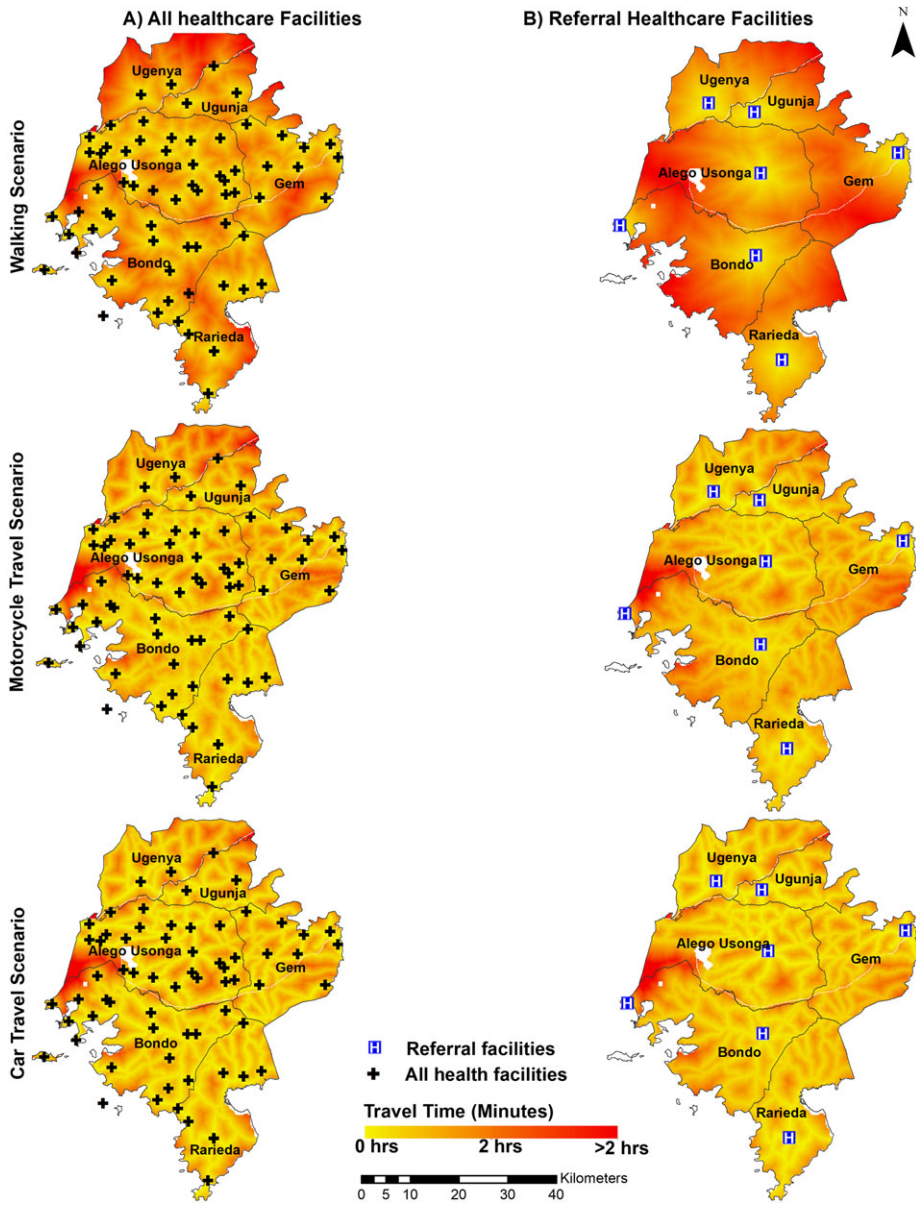 A) All healthcare Facilities
B) Referral Healthcare Facilities
N
Walking Scenario
Ugenya
Ugunja
Alego Usonga
Gem
Bondo
Rarieda
Ugenya
Ugunja
Alego Usonga
H
Gem
Bondo
Rarieda
H
H
H
H
H
H
Motorcycle Travel Scenario
Ugenya
Ugunja
Alego Usonga
Gem
Bondo
Rarieda
Ugenya
Ugunja
Alego Usonga
H
Gem
Bondo
Rarieda
H
H
H
H
H
H
Car Travel Scenario
Ugenya
Ugunja
Alego Usonga
Gem
Bondo
Rarieda
Ugenya
Ugunja
Alego Usonga
H
Gem
Bondo
Rarieda
H
H
H
H
H
H
H Referral facilities
All health facilities
Travel Time (Minutes)
0 hrs 2 hrs >2 hrs
Kilometers
0 5 10 20 30 40